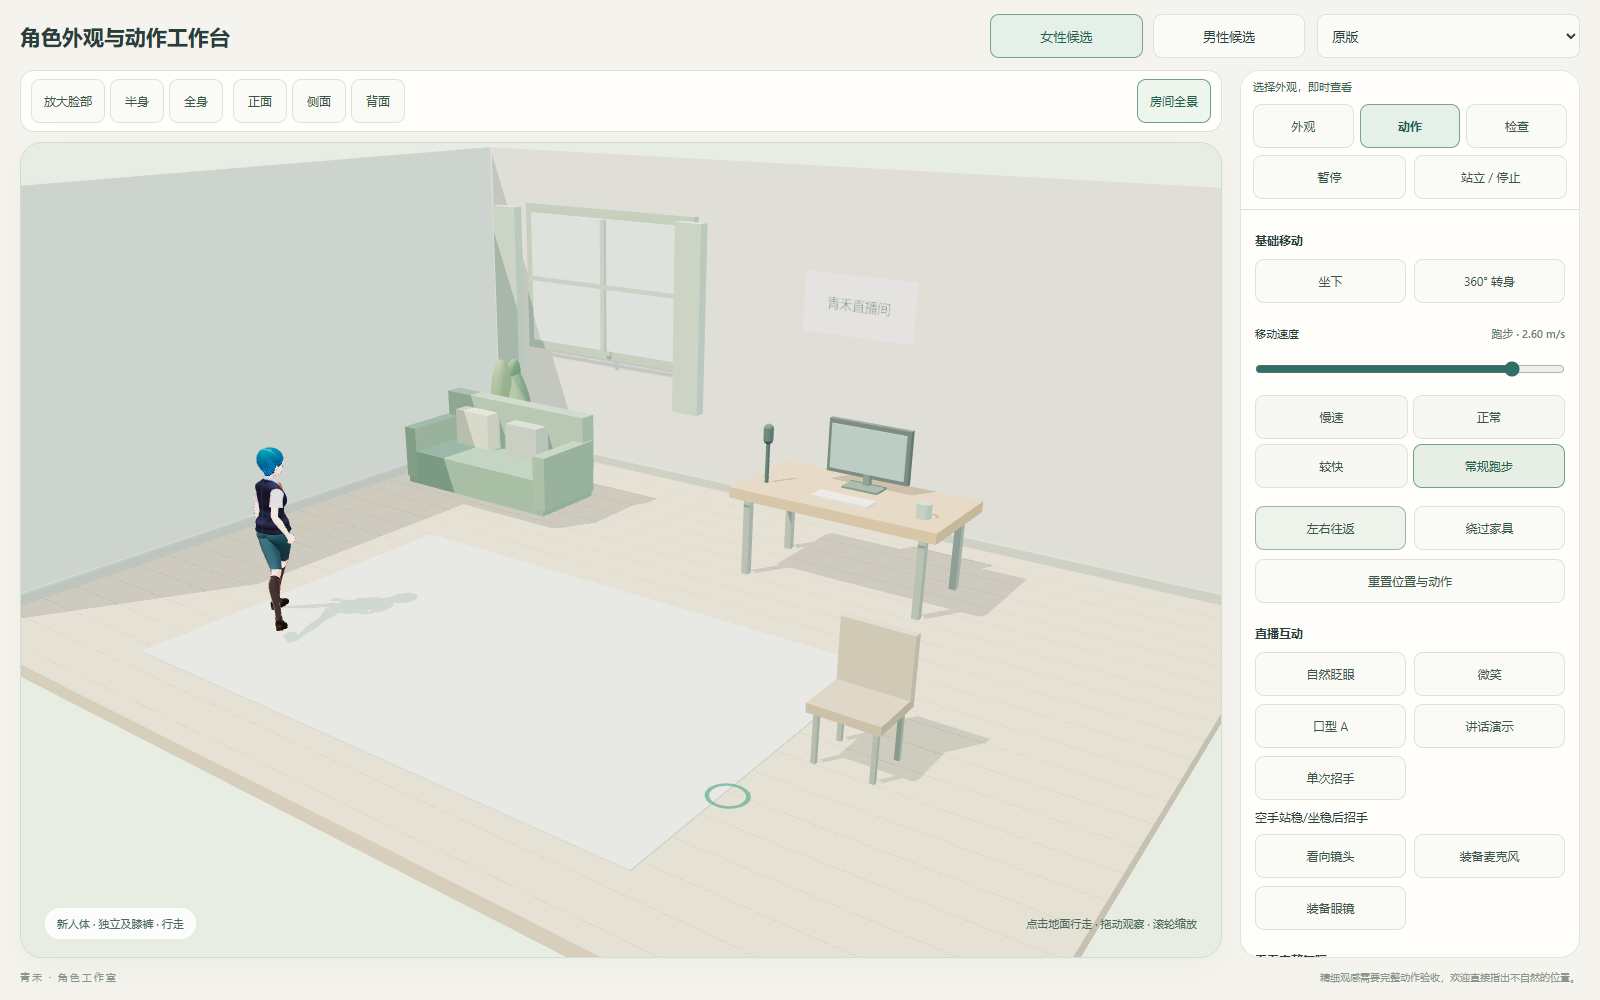 角色外观与动作工作台
女性候选
男性候选
原版
放大脸部
半身
全身
正面
侧面
背面
房间全景
选择外观，即时查看
外观
动作
检查
暂停
站立 / 停止
基础移动
坐下
360° 转身
移动速度
跑步 · 2.60 m/s
慢速
正常
较快
常规跑步
左右往返
绕过家具
重置位置与动作
直播互动
自然眨眼
微笑
口型 A
讲话演示
单次招手
空手站稳/坐稳后招手
看向镜头
装备麦克风
装备眼镜
青禾直播间
新人体 · 独立及膝裤 · 行走
点击地面行走 · 拖动观察 · 滚轮缩放
青禾 · 角色工作室
精细观感需要完整动作验收，欢迎直接指出不自然的位置。